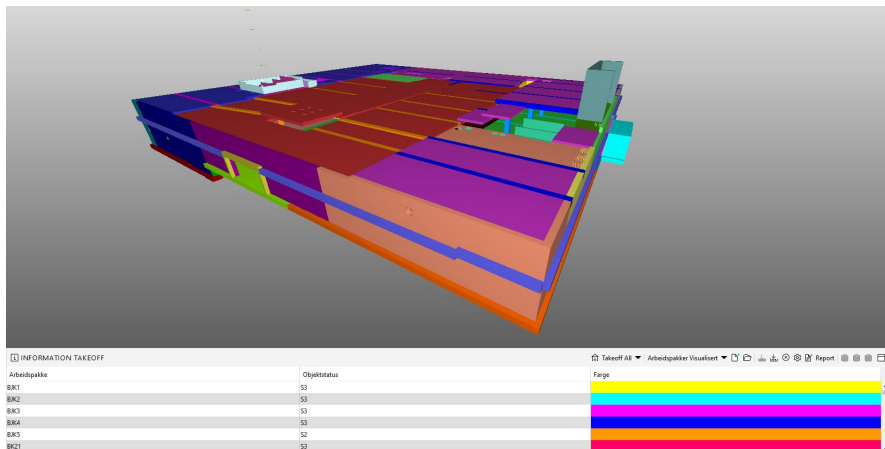 INFORMATION TAKEOFF Takeoff All Arbeidspakker Visualisert Report
Arbeidspakke Objektstatus Farge
BJK1 S3
BJK2 S3
BJK3 S3
BJK4 S3
BJK5 S2
BK21 S3